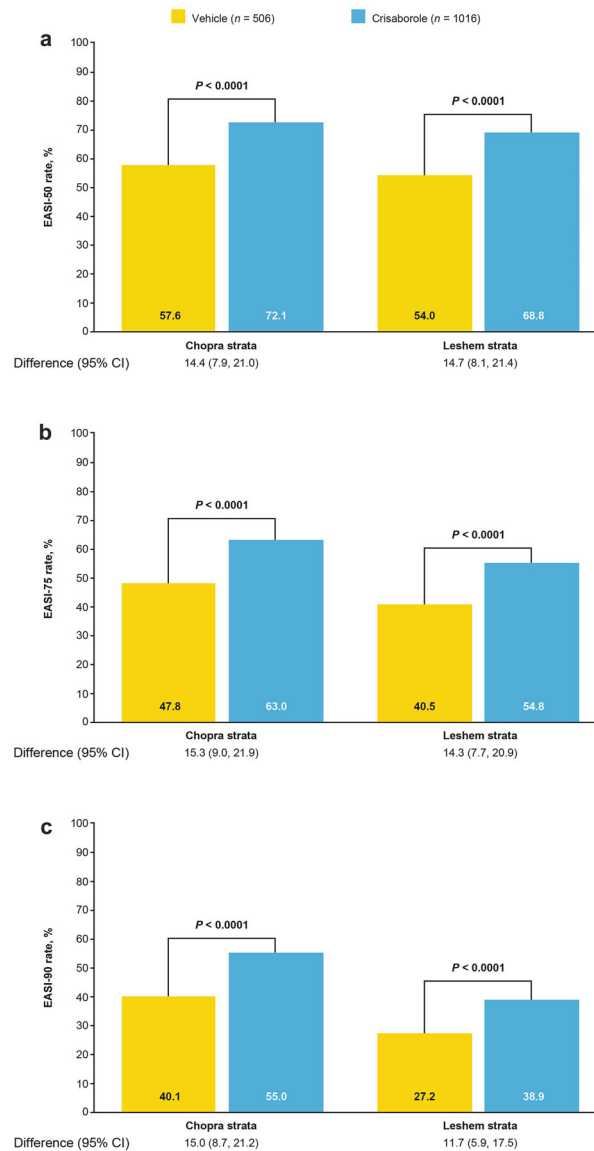 Vehicle (n = 506) Crisaborole (n = 1016)
a
EASI-50 rate, %
100
90
80
70
60
50
40
30
20
10
0
P < 0.0001
P < 0.0001
57.6 72.1 54.0 68.8
Chopra strata Leshem strata
Difference (95% CI) 14.4 (7.9, 21.0) 14.7 (8.1, 21.4)
b
EASI-75 rate, %
100
90
80
70
60
50
40
30
20
10
0
P < 0.0001
P < 0.0001
47.8 63.0 40.5 54.8
Chopra strata Leshem strata
Difference (95% CI) 15.3 (9.0, 21.9) 14.3 (7.7, 20.9)
c
EASI-90 rate, %
100
90
80
70
60
50
40
30
20
10
0
P < 0.0001
P < 0.0001
40.1 55.0 27.2 38.9
Chopra strata Leshem strata
Difference (95% CI) 15.0 (8.7, 21.2) 11.7 (5.9, 17.5)